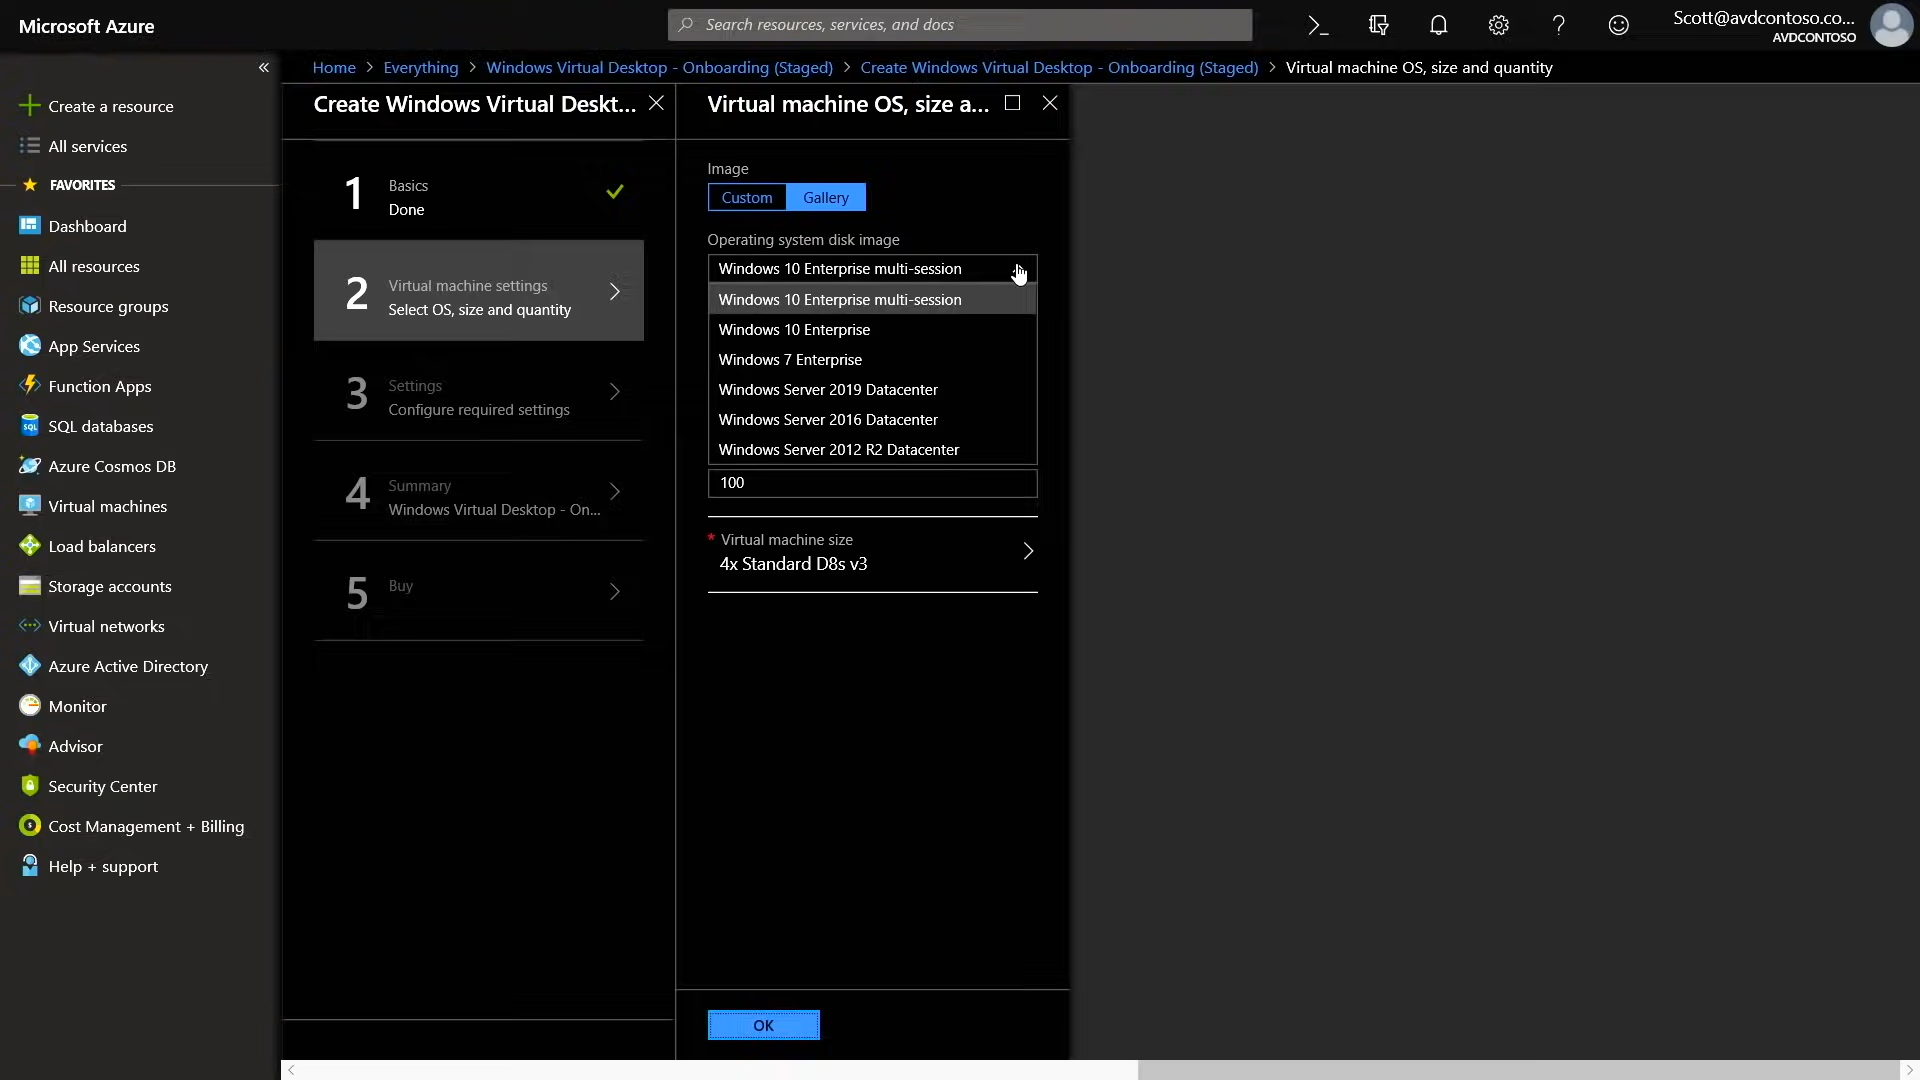 Microsoft Azure
Search resources, services, and docs
Scott@avdcontoso.co...
AVDCONTOSO
Home > Everything > Windows Virtual Desktop - Onboarding (Staged) > Create Windows Virtual Desktop - Onboarding (Staged) > Virtual machine OS, size and quantity
Create a resource
All services
FAVORITES
Dashboard
All resources
Resource groups
App Services
Function Apps
SQL databases
Azure Cosmos DB
Virtual machines
Load balancers
Storage accounts
Virtual networks
Azure Active Directory
Monitor
Advisor
Security Center
Cost Management + Billing
Help + support
Create Windows Virtual Deskt...
1 Basics
Done
2 Virtual machine settings
Select OS, size and quantity
3 Settings
Configure required settings
4 Summary
Windows Virtual Desktop - On...
5 Buy
Virtual machine OS, size a...
Image
Custom Gallery
Operating system disk image
Windows 10 Enterprise multi-session
Windows 10 Enterprise multi-session
Windows 10 Enterprise
Windows 7 Enterprise
Windows Server 2019 Datacenter
Windows Server 2016 Datacenter
Windows Server 2012 R2 Datacenter
100
* Virtual machine size
4x Standard D8s v3
OK